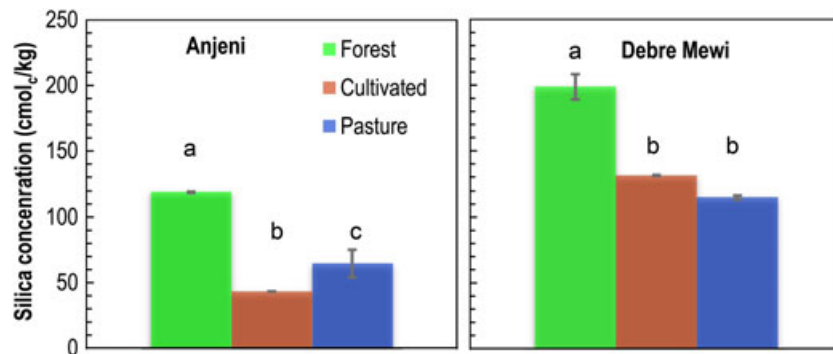 Silica concenration (cmolc/kg)
250
200
150
100
50
0
Anjeni
Forest
Cultivated
Pasture
a
b
c
Debre Mewi
a
b
b